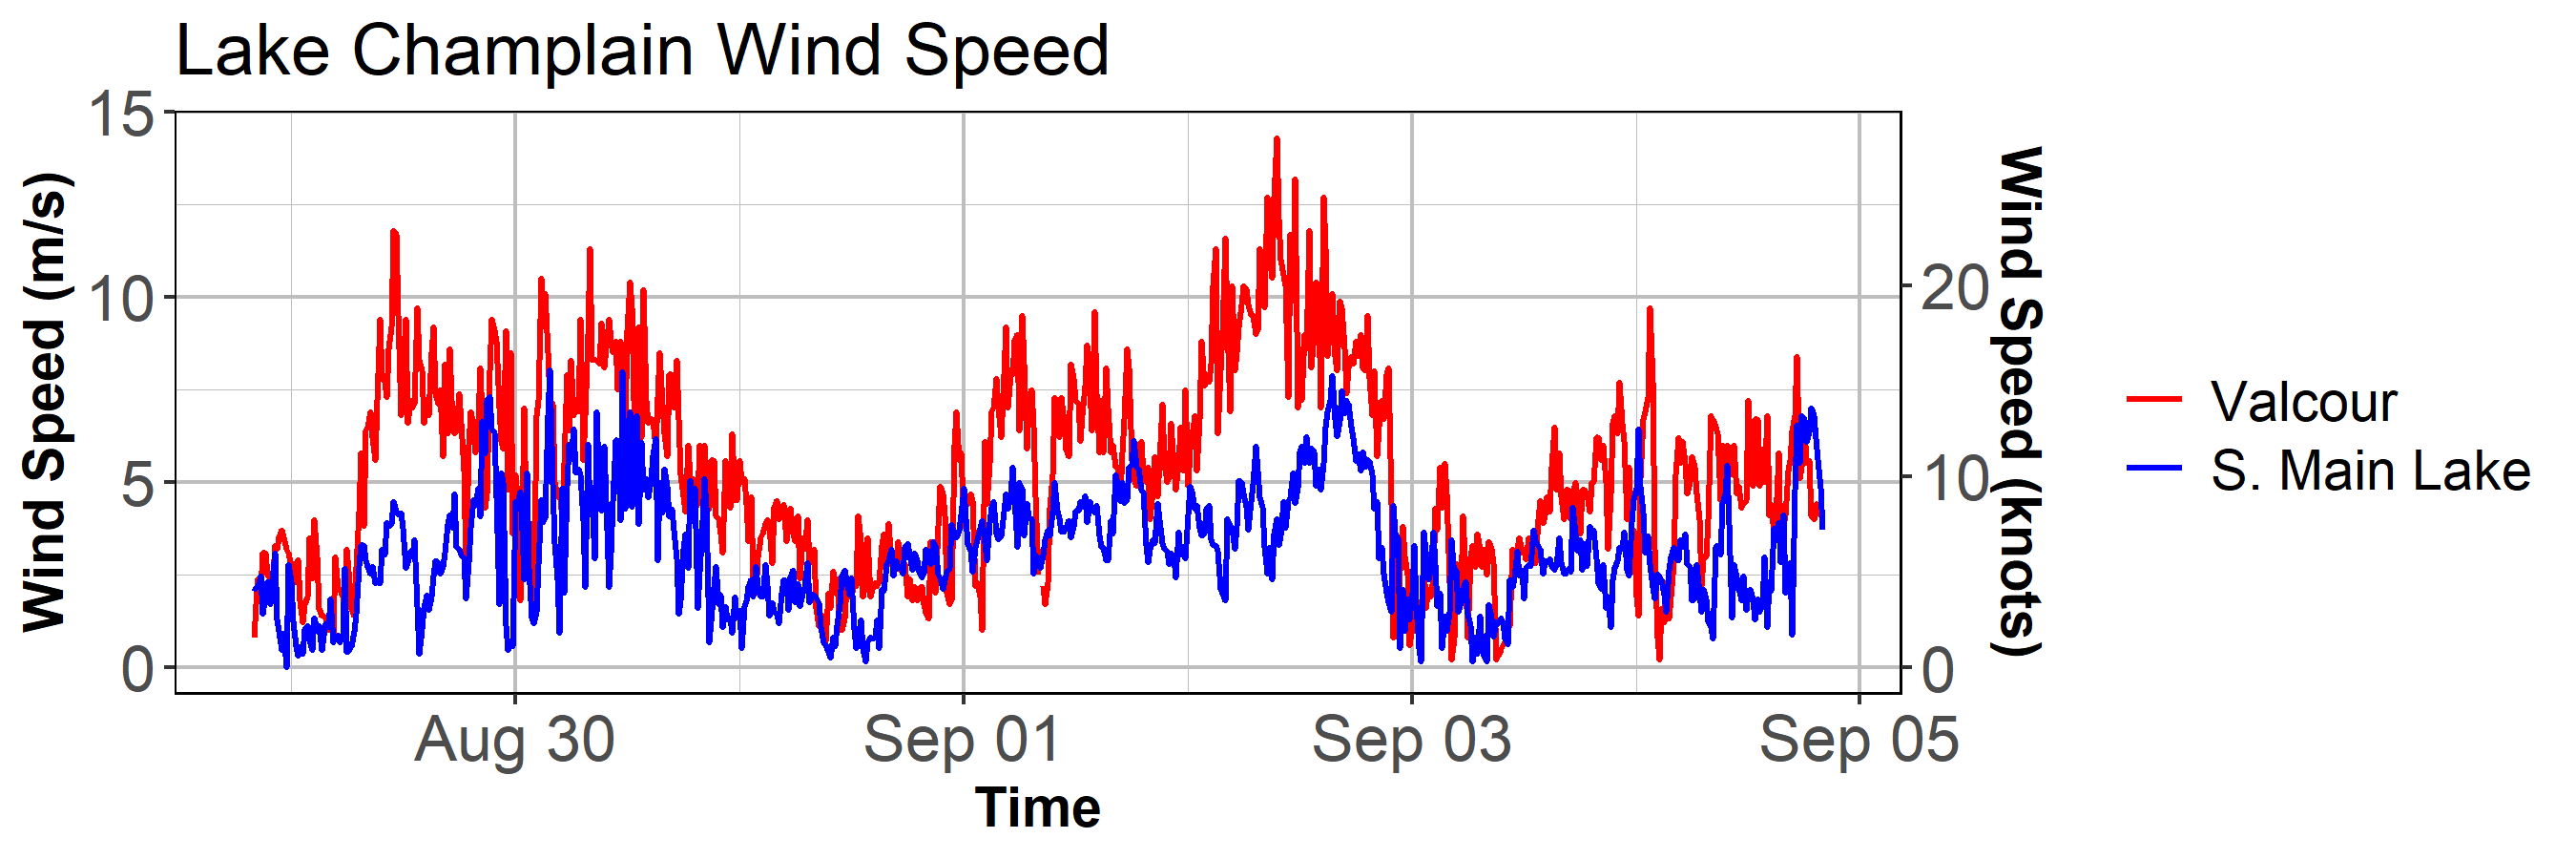 Lake Champlain Wind Speed
15
10
5
0
Wind Speed (m/s)
20
10
0
Wind Speed (knots)
Aug 30
Sep 01
Sep 03
Sep 05
Time
Valcour
S. Main Lake